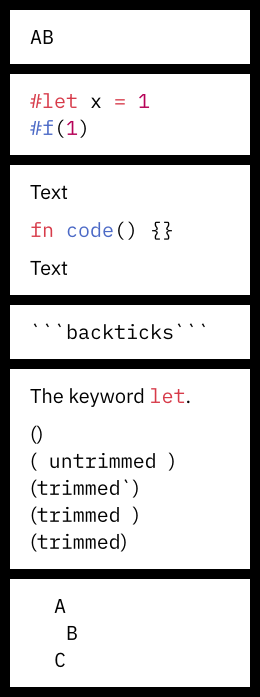 AB
#let x = 1
#f(1)
Text
fn code() {}
Text
```backticks```
The keyword let.
()
( untrimmed )
(trimmed`)
(trimmed )
(trimmed)
  A
   B
  C